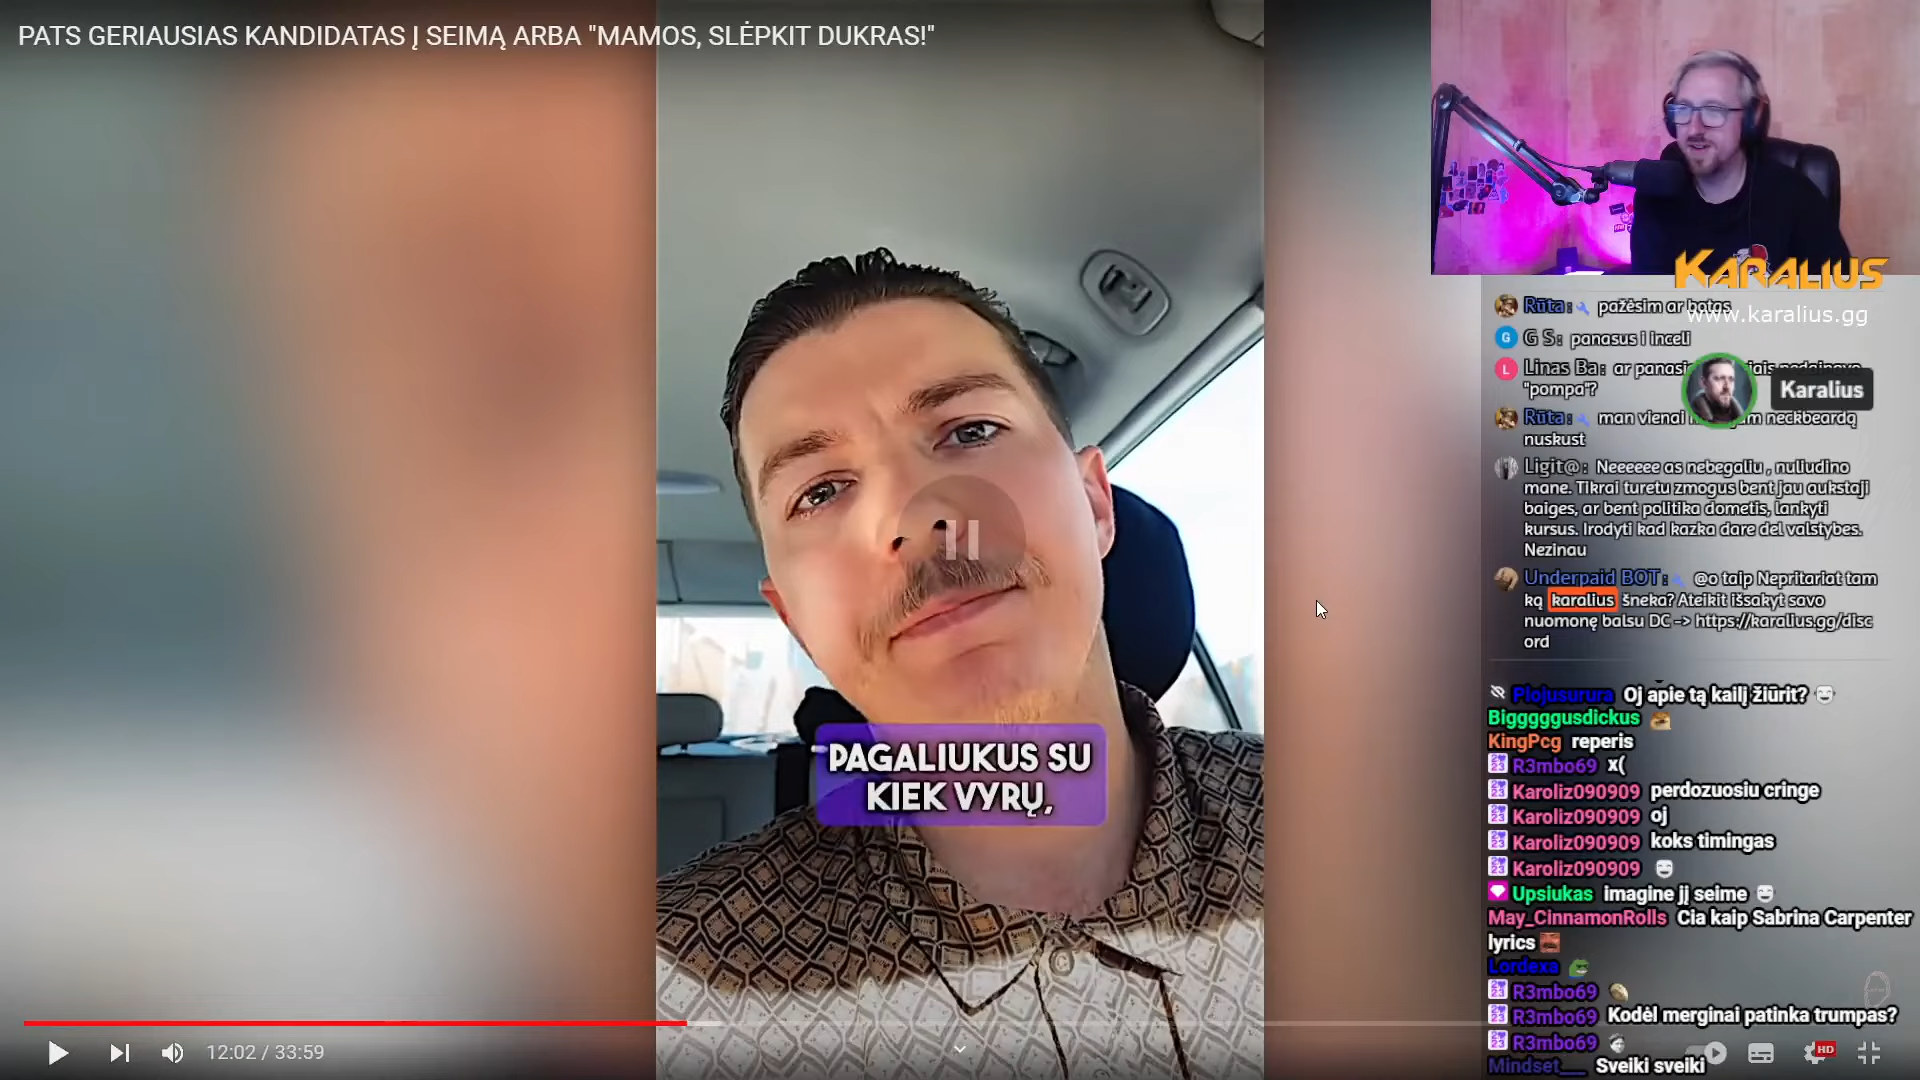 PATS GERIAUSIAS KANDIDATAS Į SEIMĄ ARBA "MAMOS, SLĖPKIT DUKRAS!"
KARALIUS
www.karalius.gg
Rūta: pažėsim ar batas
G S: panasus i inceli
Linas Ba: ar panasi
"pompa"?
Karalius
Rūta: man vienai neckbeardą
nuskust
Ligit@: Neeeeee as nebegaliu , nuliudino
mane. Tikrai turetu zmogus bent jau aukstaji
baiges, ar bent politika dometis, lankyti
kursus. Irodyti kad kazka dare del valstybes.
Nezinau
Underpaid BOT: @o taip Nepritariat tam
ką karalius šneka? Ateikit išsakyt savo
nuomonę balsu DC -> https://karalius.gg/disc
ord
PAGALIUKUS SU
KIEK VYRŲ,
Plojusurura Oj apie tą kailį žiūrit?
Bigggggusdickus
KingPcg reperis
R3mbo69 x(
Karoliz090909 perdozuosiu cringe
Karoliz090909 oj
Karoliz090909 koks timingas
Karoliz090909
Upsiukas imagine jį seime
May_CinnamonRolls Cia kaip Sabrina Carpenter
lyrics
Lordexa
R3mbo69
R3mbo69 Kodėl merginai patinka trumpas?
R3mbo69
Mindset___ Sveiki sveiki
12:02 / 33:59
HD